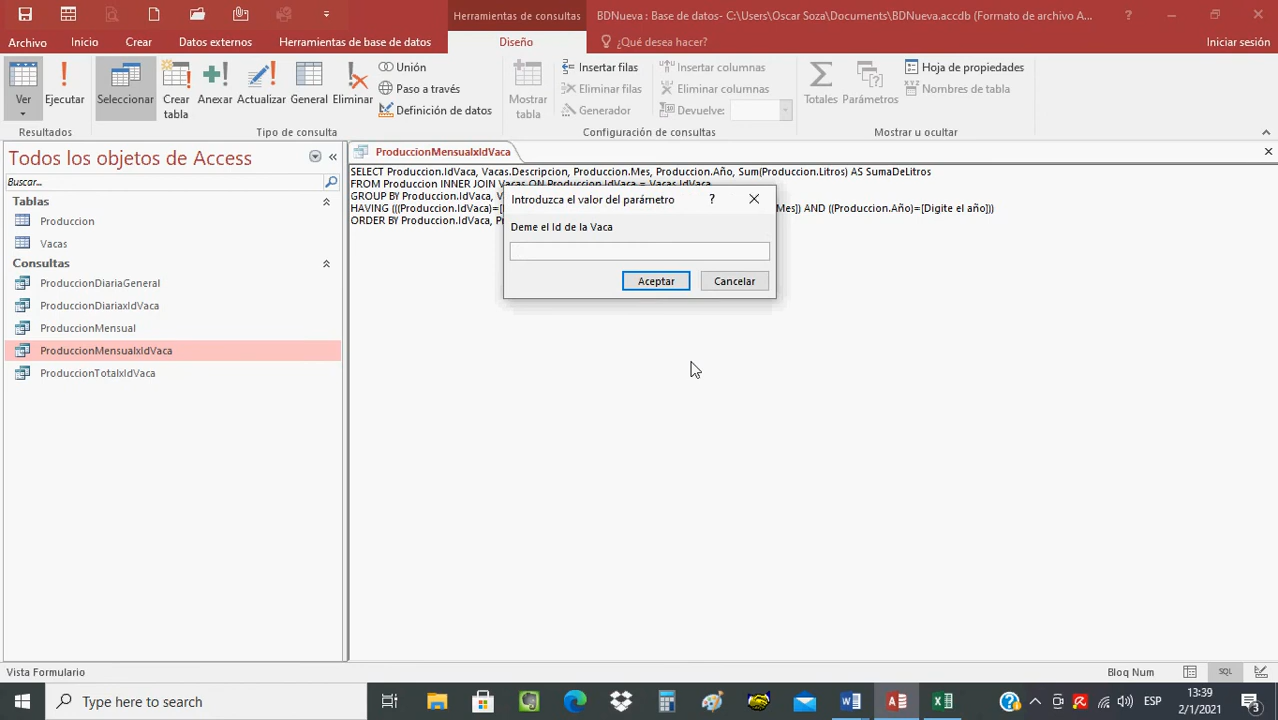 Herramientas de consultas
BDNueva : Base de datos- C:\Users\Oscar Soza\Documents\BDNueva.accdb (Formato de archivo A...
Archivo Inicio Crear Datos externos Herramientas de base de datos Diseño ¿Qué desea hacer? Iniciar sesión
Ver
Ejecutar
Resultados
Seleccionar
Crear tabla
Anexar
Actualizar
General
Eliminar
Unión
Paso a través
Definición de datos
Tipo de consulta
Mostrar tabla
Insertar filas
Eliminar filas
Generador
Insertar columnas
Eliminar columnas
Devuelve:
Configuración de consultas
Totales
Parámetros
Hoja de propiedades
Nombres de tabla
Mostrar u ocultar
Todos los objetos de Access
Buscar...
Tablas
Produccion
Vacas
Consultas
ProduccionDiariaGeneral
ProduccionDiariaxIdVaca
ProduccionMensual
ProduccionMensualxIdVaca
ProduccionTotalxIdVaca
ProduccionMensualxIdVaca
SELECT Produccion.IdVaca, Vacas.Descripcion, Produccion.Mes, Produccion.Año, Sum(Produccion.Litros) AS SumaDeLitros
FROM Produccion INNER JOIN Vacas ON Produccion.IdVaca = Vacas.IdVaca
GROUP BY Produccion.IdVaca, V
HAVING (((Produccion.IdVaca)=[ Mes]) AND ((Produccion.Año)=[Digite el año]))
ORDER BY Produccion.IdVaca, P
Introduzca el valor del parámetro ?
Deme el Id de la Vaca
Aceptar Cancelar
Vista Formulario
Bloq Num
SQL
Type here to search
ESP
13:39
2/1/2021
3